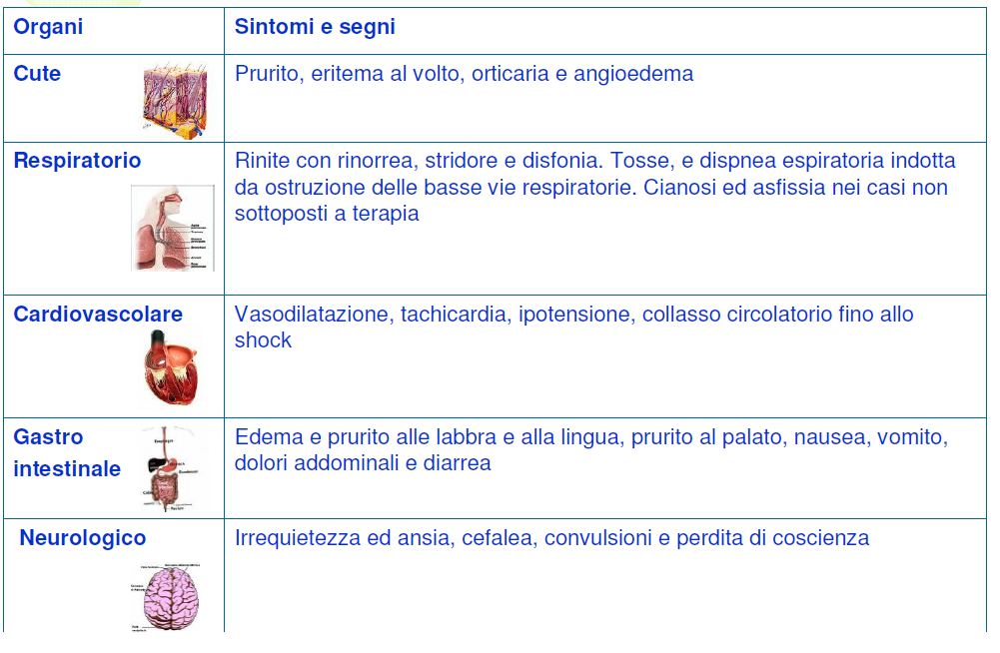 Organi
Sintomi e segni
Cute
Prurito, eritema al volto, orticaria e angioedema
Respiratorio
Rinite con rinorrea, stridore e disfonia. Tosse, e dispnea espiratoria indotta
da ostruzione delle basse vie respiratorie. Cianosi ed asfissia nei casi non
sottoposti a terapia
Cardiovascolare
Vasodilatazione, tachicardia, ipotensione, collasso circolatorio fino allo
shock
Gastro
intestinale
Edema e prurito alle labbra e alla lingua, prurito al palato, nausea, vomito,
dolori addominali e diarrea
Neurologico
Irrequietezza ed ansia, cefalea, convulsioni e perdita di coscienza